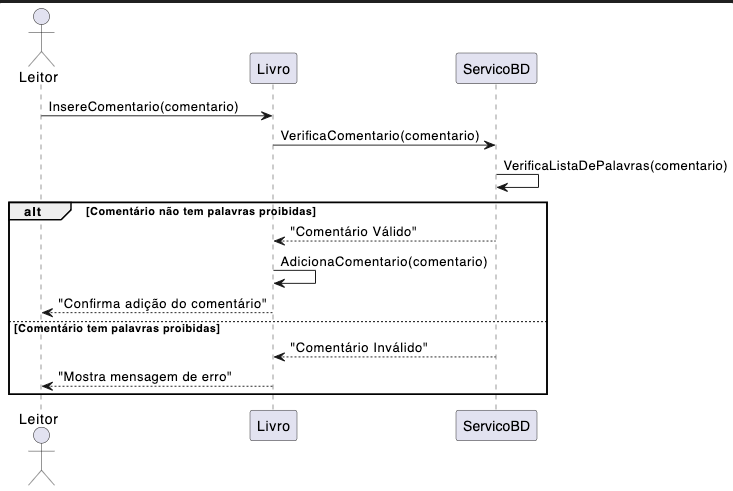 Leitor
Livro
ServicoBD
InsereComentario(comentario)
VerificaComentario(comentario)
VerificaListaDePalavras(comentario)
alt
[Comentário não tem palavras proibidas]
"Comentário Válido"
AdicionaComentario(comentario)
"Confirma adição do comentário"
[Comentário tem palavras proibidas]
"Comentário Inválido"
"Mostra mensagem de erro"
Leitor
Livro
ServicoBD